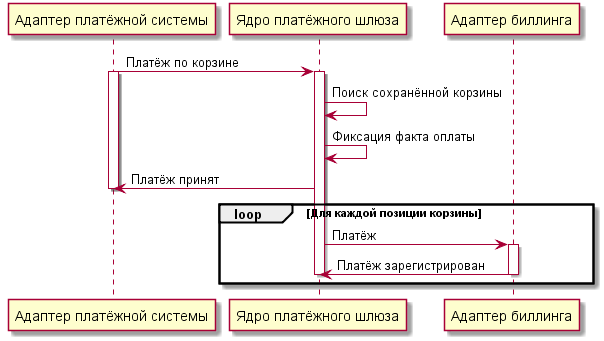 Адаптер платёжной системы
Ядро платёжного шлюза
Адаптер биллинга
Платёж по корзине
Поиск сохранённой корзины
Фиксация факта оплаты
Платёж принят
loop
[Для каждой позиции корзины]
Платёж
Платёж зарегистрирован
Адаптер платёжной системы
Ядро платёжного шлюза
Адаптер биллинга